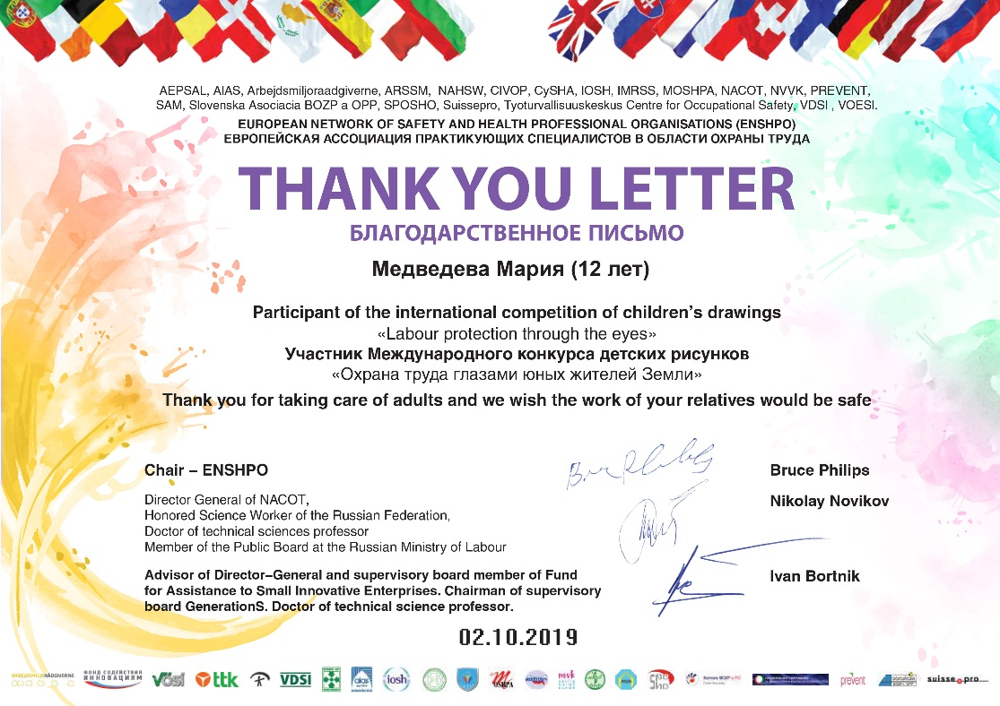 AEPSAL, AIAS, Arbejdsmiljoraadgiverne, ARSSM, NAHSW, CIVOP, CySHA, IOSH, IMRSS, MOSHPA, NACOT, NVVK, PREVENT,
SAM, Slovenska Asociacia BOZP a OPP, SPOSHO, Suissepro, Tyoturvallisuuskeskus Centre for Occupational Safety, VDSI , VOESI.
EUROPEAN NETWORK OF SAFETY AND HEALTH PROFESSIONAL ORGANISATIONS (ENSHPO)
ЕВРОПЕЙСКАЯ АССОЦИАЦИЯ ПРАКТИКУЮЩИХ СПЕЦИАЛИСТОВ В ОБЛАСТИ ОХРАНЫ ТРУДА
THANK YOU LETTER
БЛАГОДАРСТВЕННОЕ ПИСЬМО
Медведева Мария (12 лет)
Participant of the international competition of children's drawings
«Labour protection through the eyes»
Участник Международного конкурса детских рисунков
«Охрана труда глазами юных жителей Земли»
Thank you for taking care of adults and we wish the work of your relatives would be safe
Chair – ENSHPO
Bruce Philips
Director General of NACOT,
Honored Science Worker of the Russian Federation,
Doctor of technical sciences professor
Member of the Public Board at the Russian Ministry of Labour
Nikolay Novikov
Advisor of Director–General and supervisory board member of Fund
for Assistance to Small Innovative Enterprises. Chairman of supervisory
board GenerationS. Doctor of technical science professor.
Ivan Bortnik
02.10.2019
ARBEJDSMILJØRÅDGIVERNE
ФОНД СОДЕЙСТВИЯ
ИННОВАЦИЯМ
VÖSI
ttk
VDSI
aias
iosh
nvvk
prevent
suisse pro